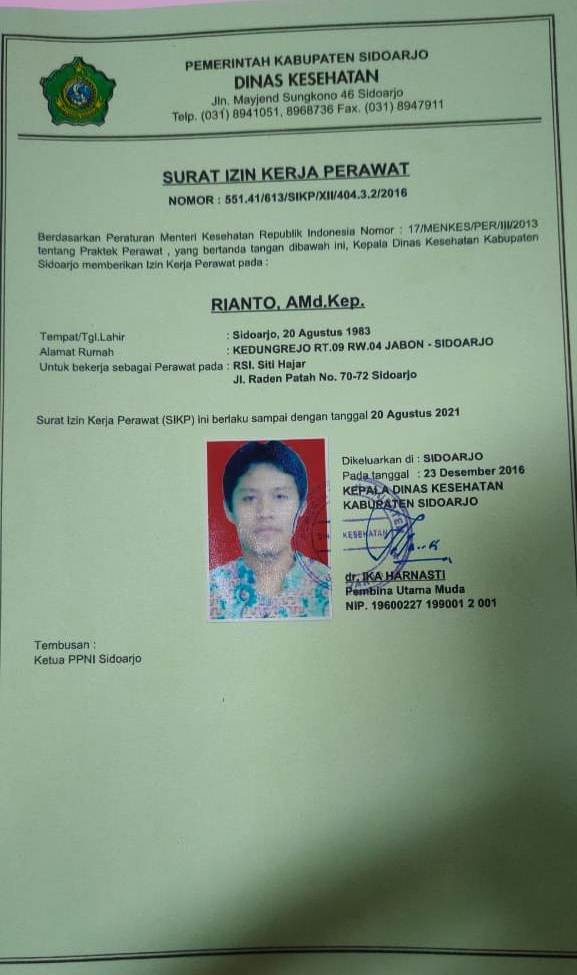 PEMERINTAH KABUPATEN SIDOARJO
DINAS KESEHATAN
Jln. Mayjend Sungkono 46 Sidoarjo
Telp. (031) 8941051, 8968736 Fax. (031) 8947911
SURAT IZIN KERJA PERAWAT
NOMOR : 551.41/613/SIKP/XII/404.3.2/2016
Berdasarkan Peraturan Menteri Kesehatan Republik Indonesia Nomor : 17/MENKES/PER/III/2013
tentang Praktek Perawat , yang bertanda tangan dibawah ini, Kepala Dinas Kesehatan Kabupaten
Sidoarjo memberikan Izin Kerja Perawat pada :
RIANTO, AMd,Kep.
Tempat/Tgl.Lahir : Sidoarjo, 20 Agustus 1983
Alamat Rumah : KEDUNGREJO RT.09 RW.04 JABON - SIDOARJO
Untuk bekerja sebagai Perawat pada : RSI. Siti Hajar
Jl. Raden Patah No. 70-72 Sidoarjo
Surat Izin Kerja Perawat (SIKP) ini berlaku sampai dengan tanggal 20 Agustus 2021
Dikeluarkan di : SIDOARJO
Pada tanggal : 23 Desember 2016
KEPALA DINAS KESEHATAN
KABUPATEN SIDOARJO
KESEHATAN
dr. IKA HARNASTI
Pembina Utama Muda
NIP. 19600227 199001 2 001
Tembusan :
Ketua PPNI Sidoarjo